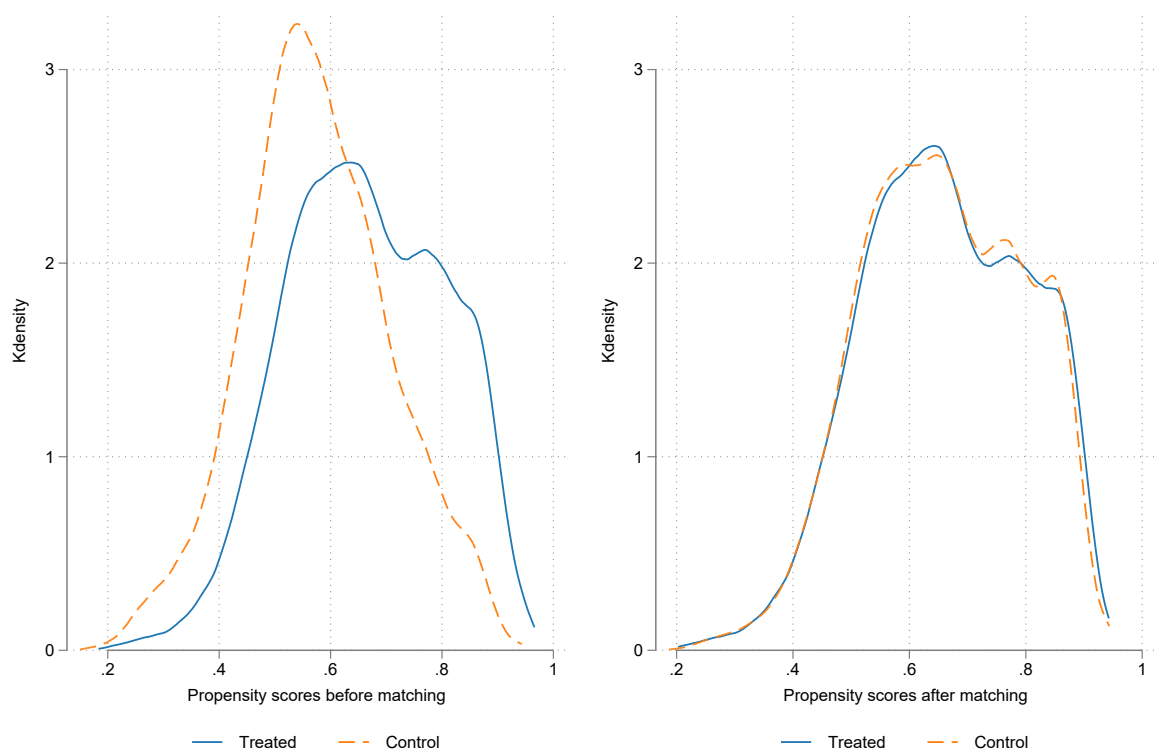 Kdensity
3
2
1
0
.2 .4 .6 .8 1
Propensity scores before matching
Treated Control
Kdensity
3
2
1
0
.2 .4 .6 .8 1
Propensity scores after matching
Treated Control